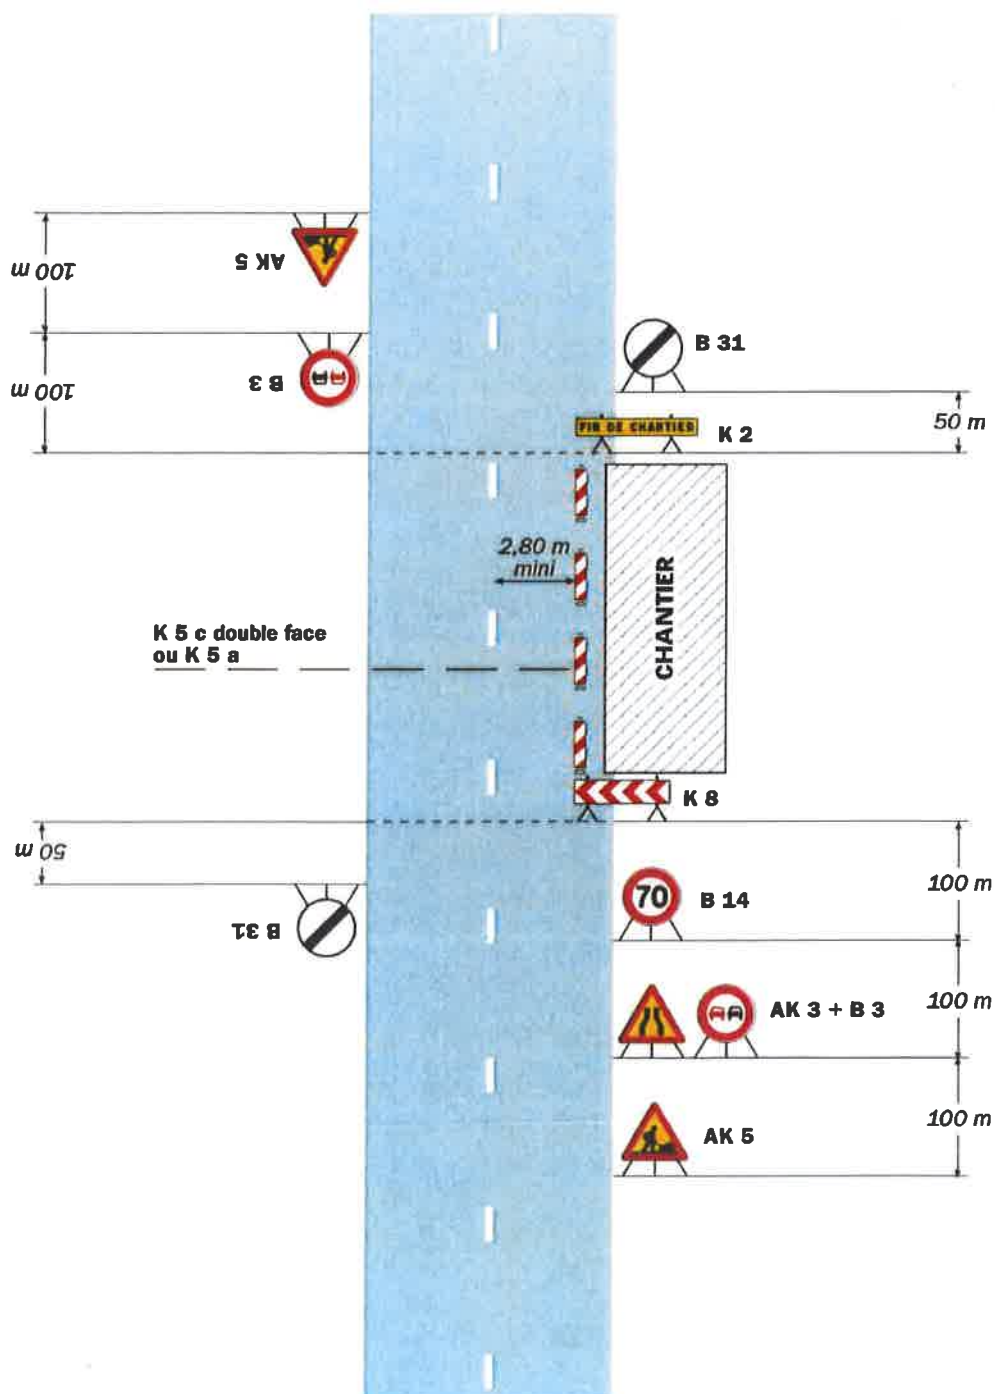 100 m
AK 5
100 m
B 3
B 31
50 m
FIN DE CHANTIER
K 2
2,80 m
mini
CHANTIER
K 5 c double face
ou K 5 a
K 8
50 m
B 31
70
B 14
100 m
AK 3 + B 3
100 m
AK 5
100 m